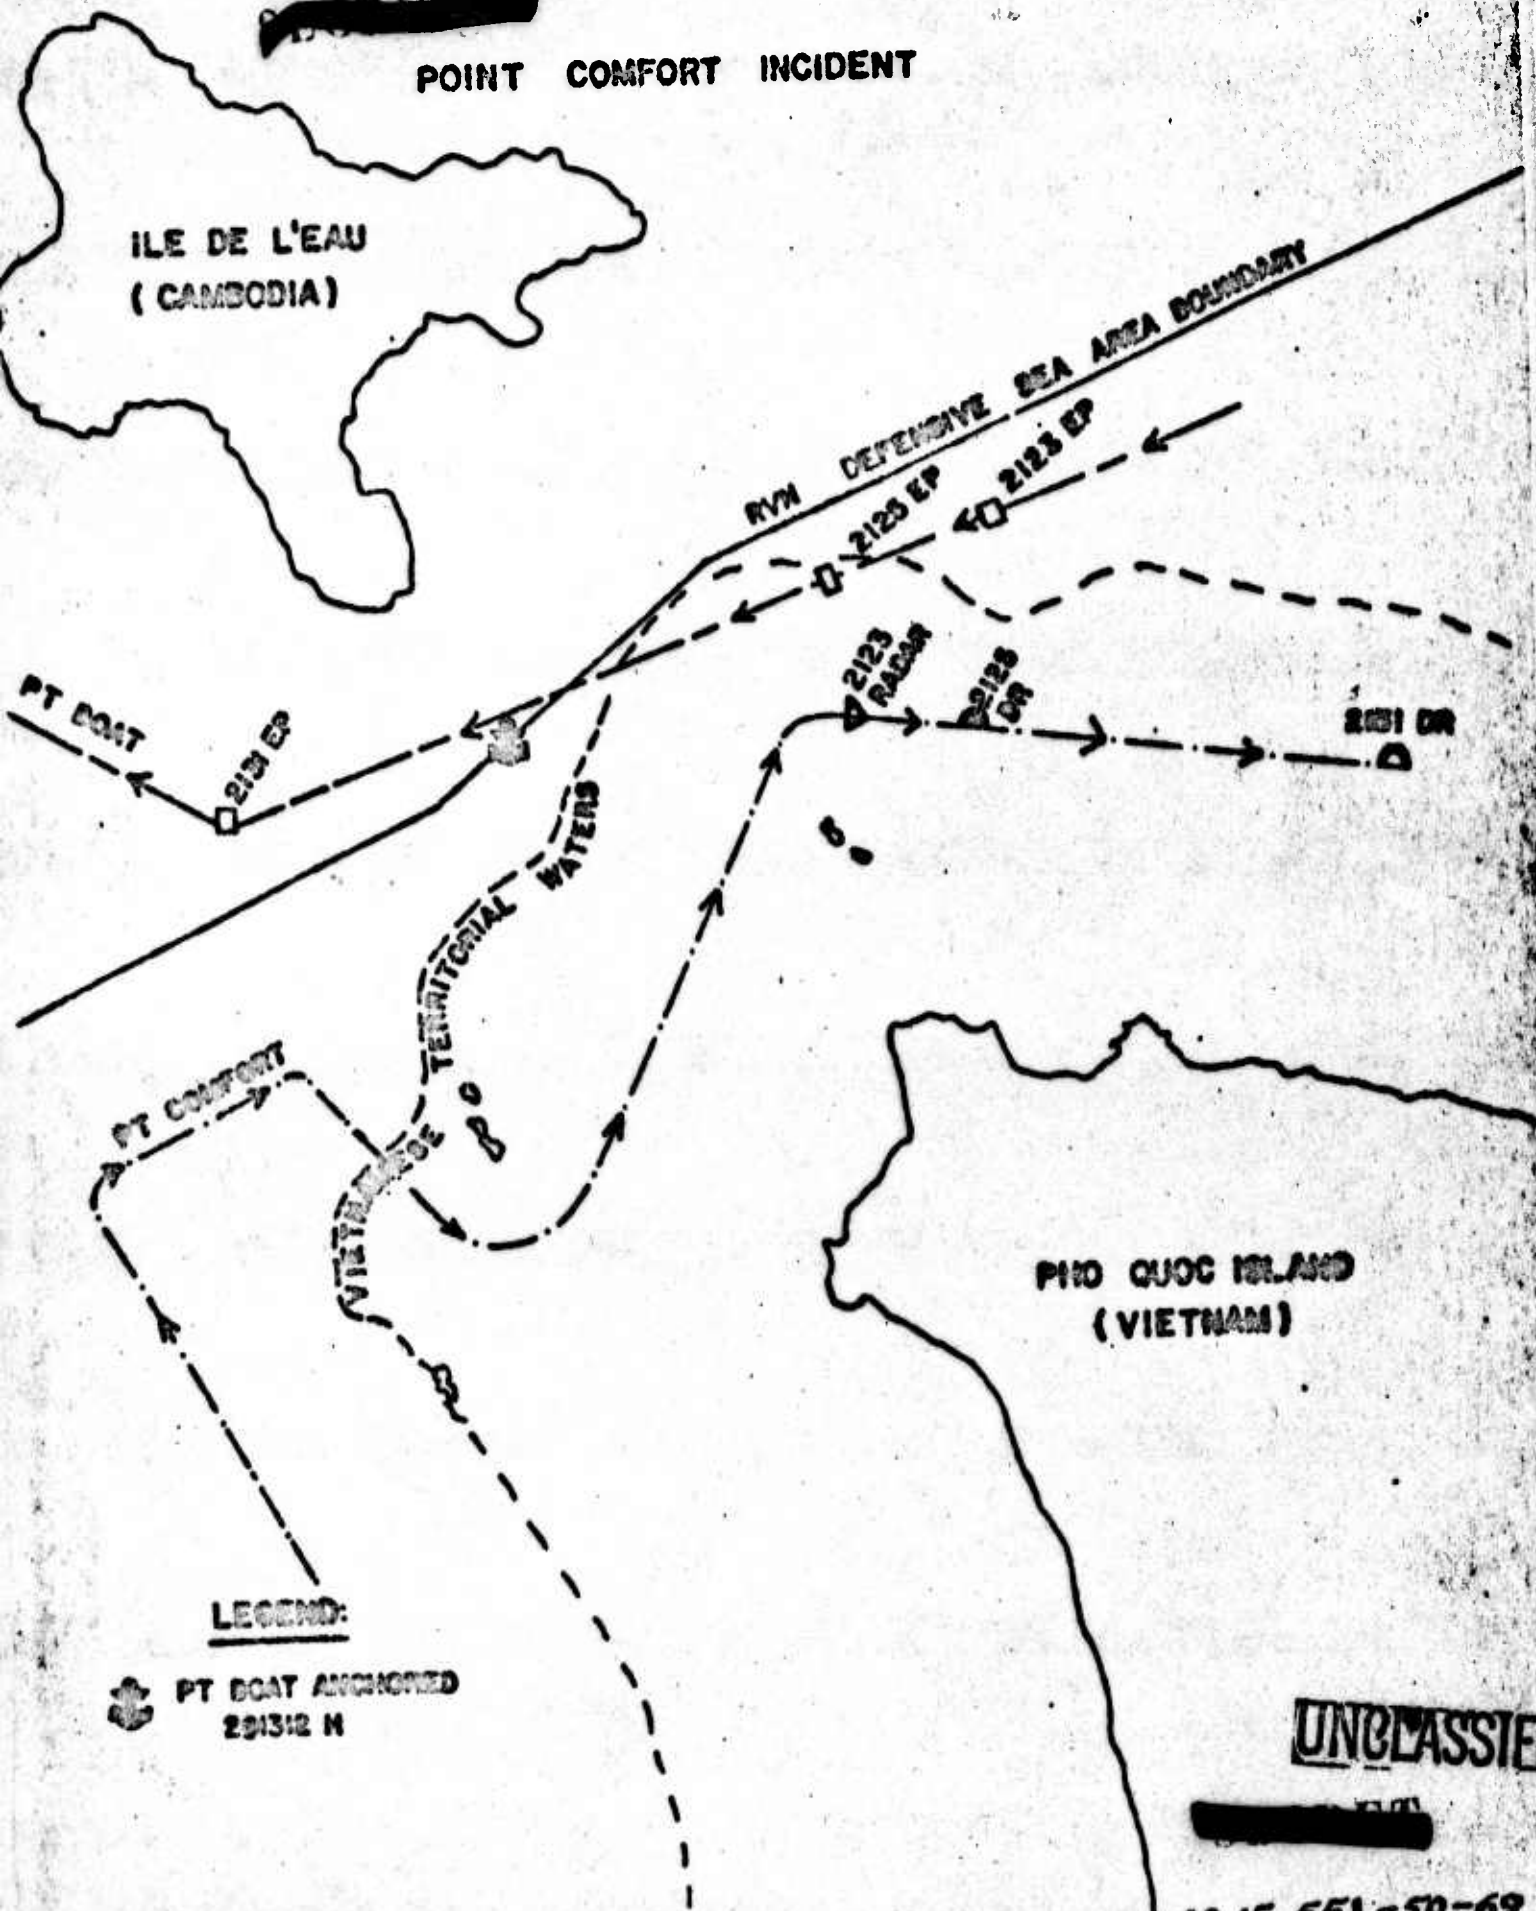 POINT COMFORT INCIDENT
ILE DE L'EAU
(CAMBODIA)
RVN DEFENSIVE SEA AREA BOUNDARY
2123 EP
2125 EP
2123
RADAR
2125
DR
2131 DR
PT BOAT
2131 EP
VIETNAMESE TERRITORIAL WATERS
PT COMFORT
PHO QUOC ISLAND
(VIETNAM)
LEGEND:
PT BOAT ANCHORED
291312 H
UNCLASSIF